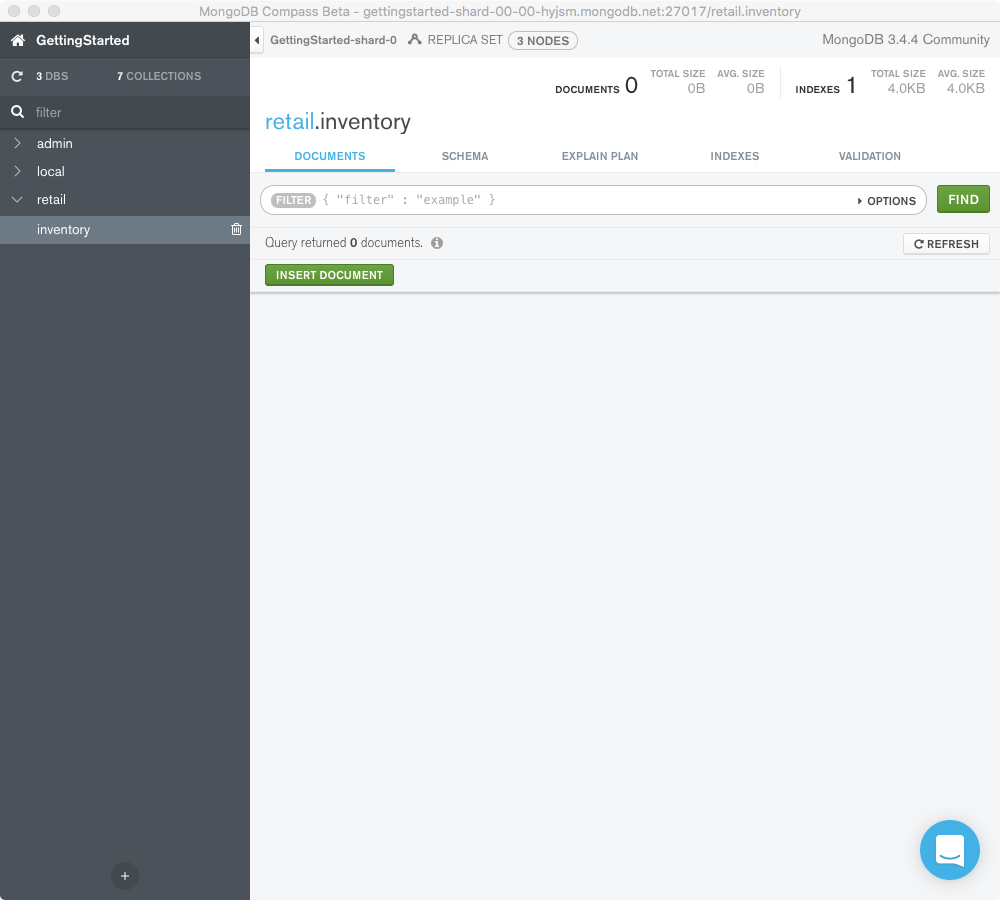 MongoDB Compass Beta - gettingstarted-shard-00-00-hyjsm.mongodb.net:27017/retail.inventory
GettingStarted
3 DBS 7 COLLECTIONS
filter
admin
local
retail
inventory
+
GettingStarted-shard-0 REPLICA SET 3 NODES MongoDB 3.4.4 Community
DOCUMENTS 0 TOTAL SIZE 0B AVG. SIZE 0B INDEXES 1 TOTAL SIZE 4.0KB AVG. SIZE 4.0KB
retail.inventory
DOCUMENTS SCHEMA EXPLAIN PLAN INDEXES VALIDATION
FILTER { "filter" : "example" } OPTIONS FIND
Query returned 0 documents. REFRESH
INSERT DOCUMENT